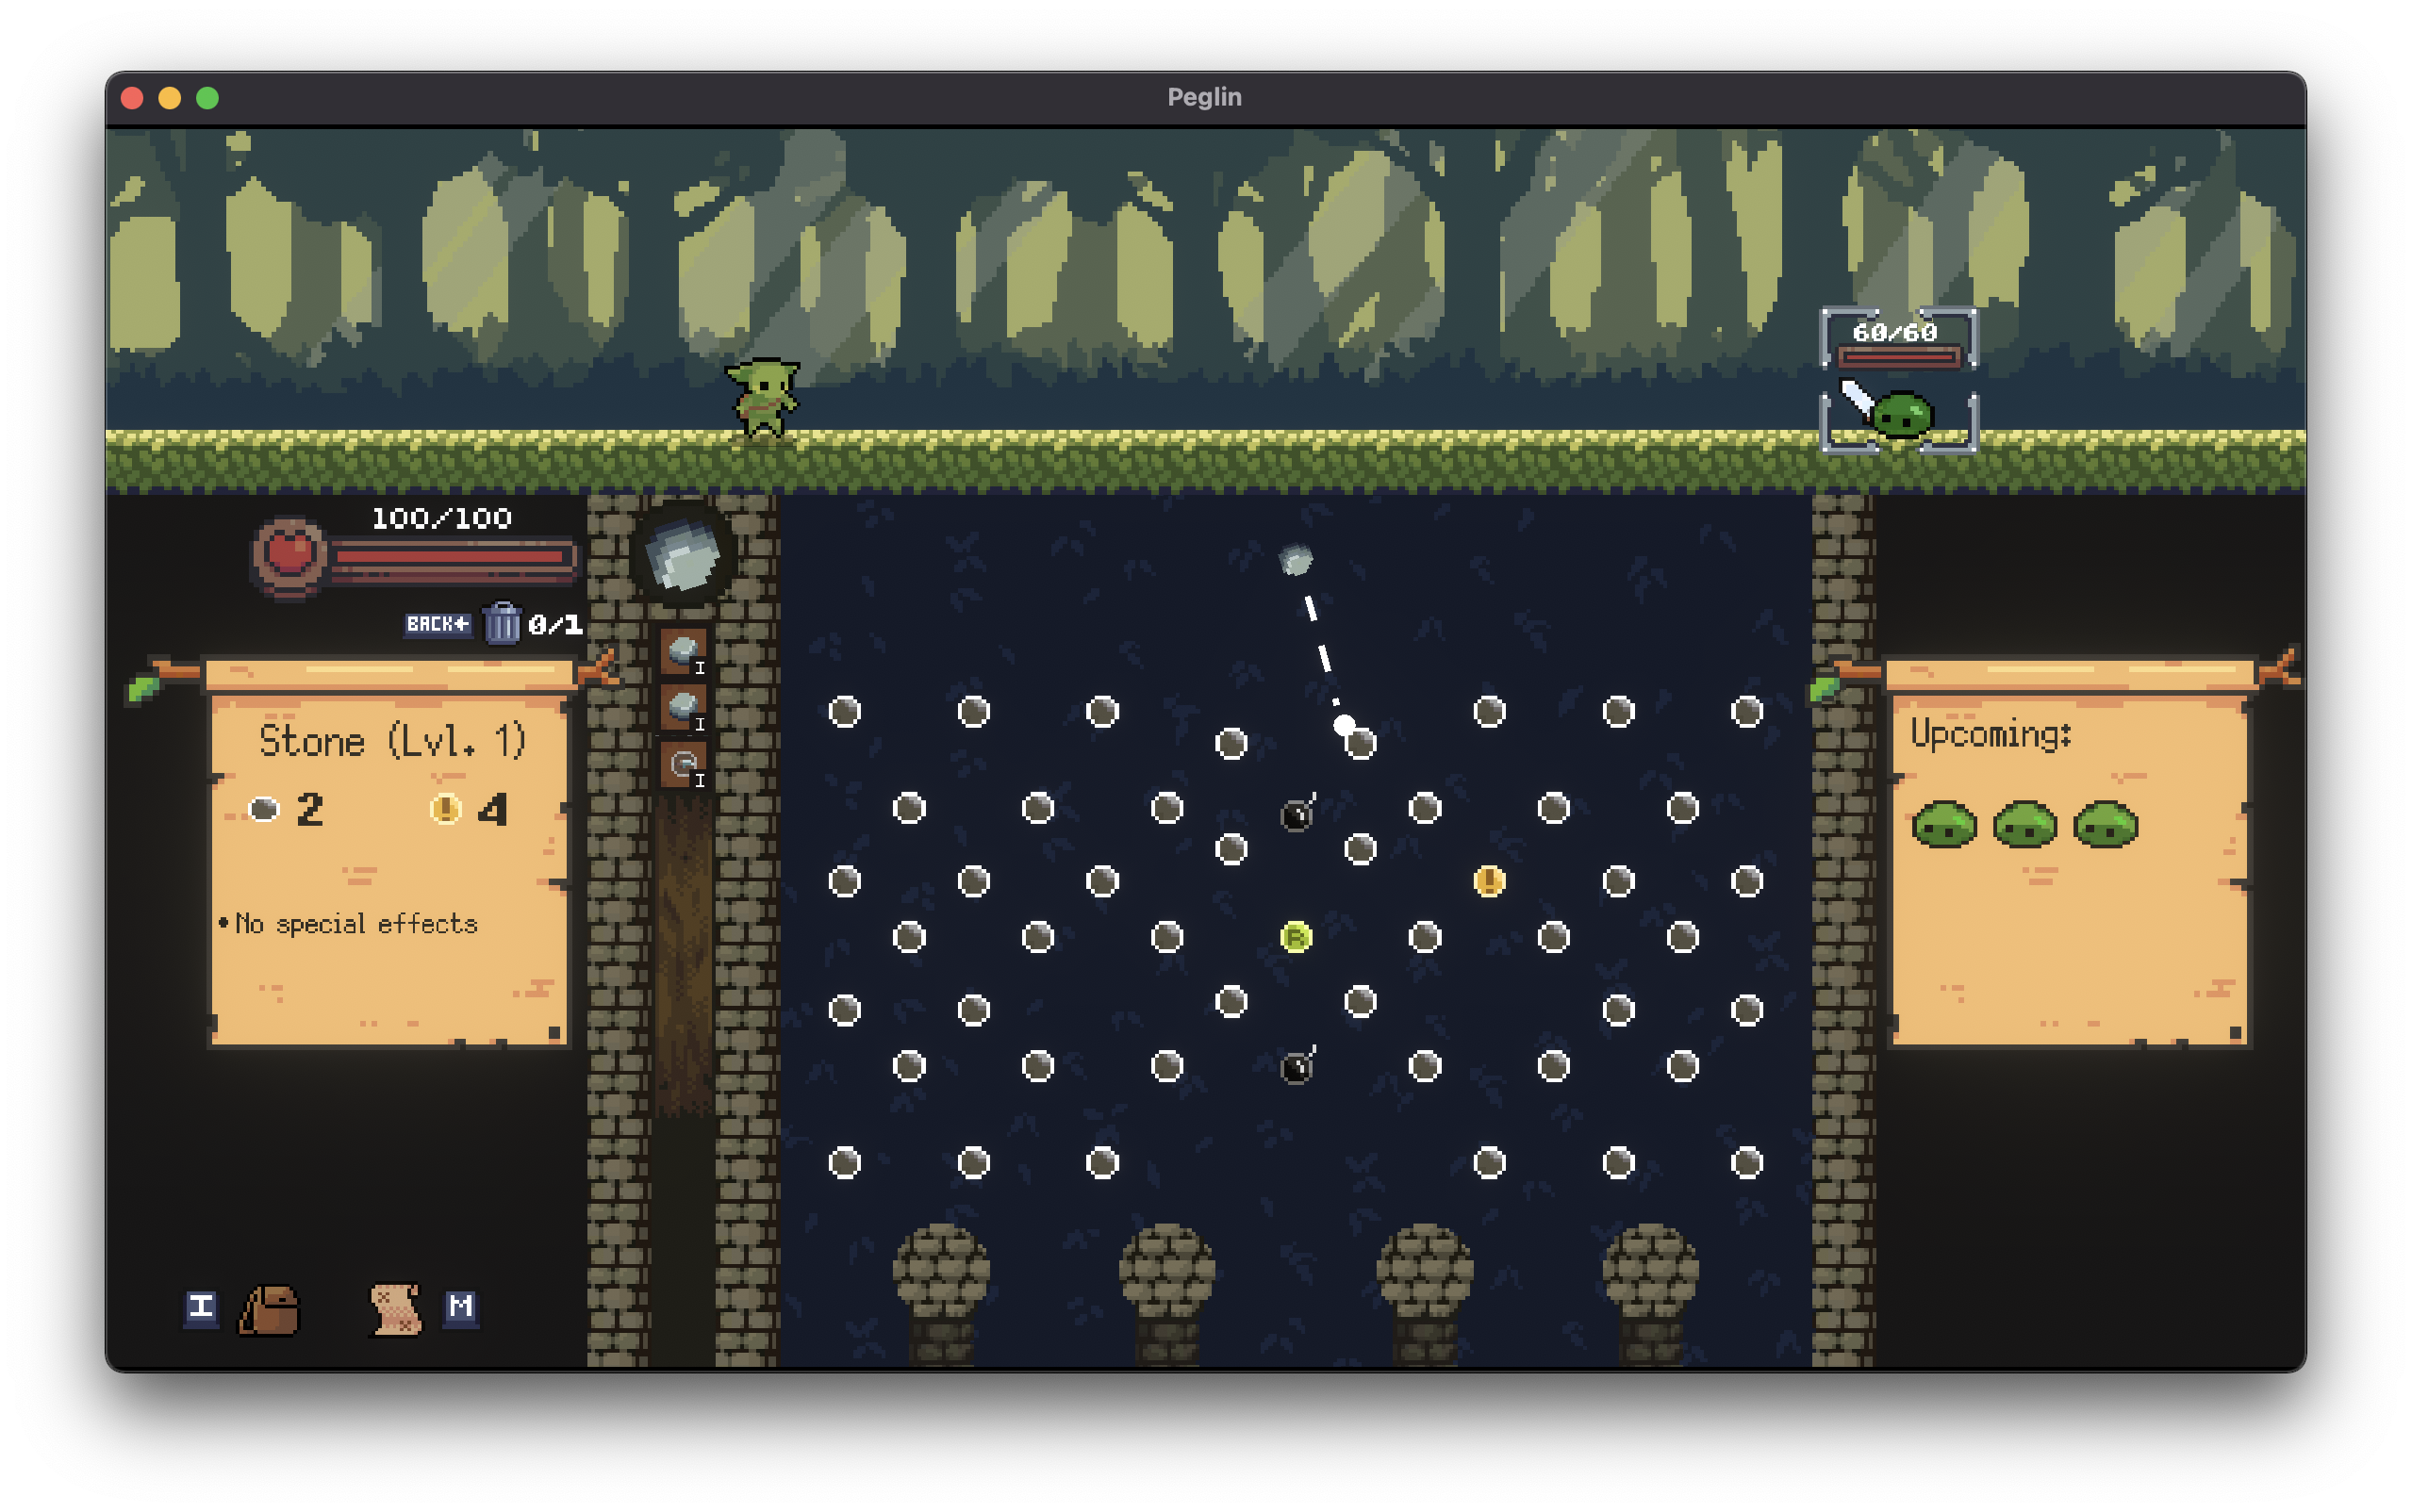 Peglin
60/60
100/100
BACK
0/1
I
I
I
Stone (Lvl. 1)
2
! 4
•No special effects
Upcoming:
!
R
I
M